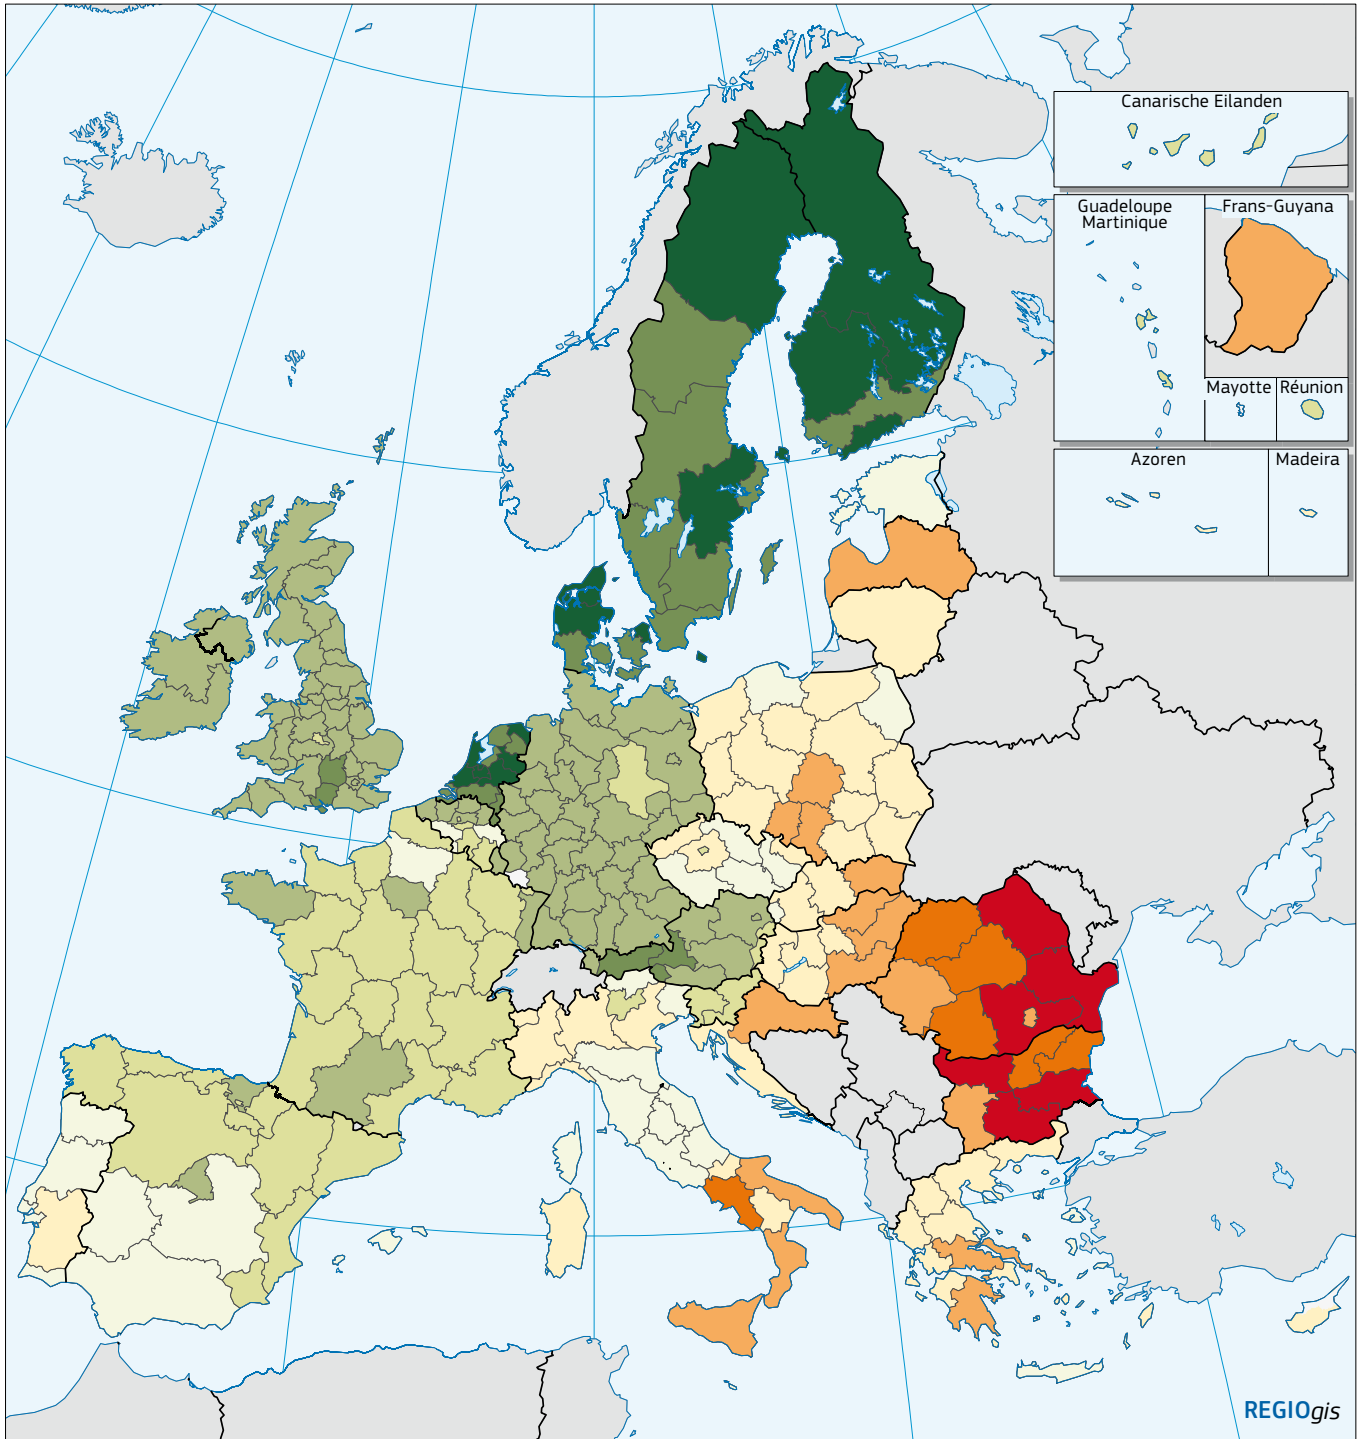 Canarische Eilanden
Guadeloupe
Martinique
Frans-Guyana
Mayotte
Réunion
Azoren
Madeira
REGIOgis